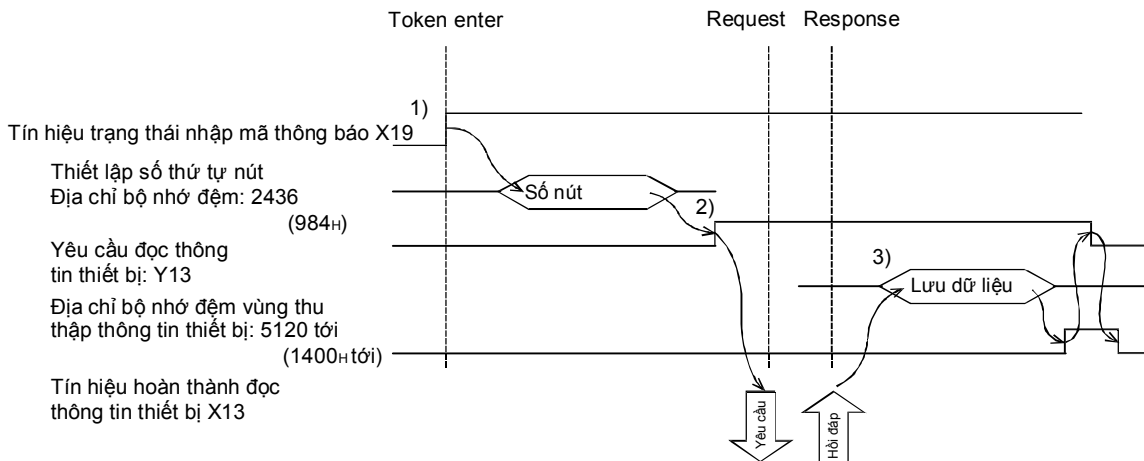 Token enter
Request
Response
1)
Tín hiệu trạng thái nhập mã thông báo X19
Thiết lập số thứ tự nút
Địa chỉ bộ nhớ đệm: 2436
(984H)
Số nút
2)
Yêu cầu đọc thông
tin thiết bị: Y13
3)
Lưu dữ liệu
Địa chỉ bộ nhớ đệm vùng thu
thập thông tin thiết bị: 5120 tới
(1400H tới)
Tín hiệu hoàn thành đọc
thông tin thiết bị X13
Yêu cầu
Hồi đáp